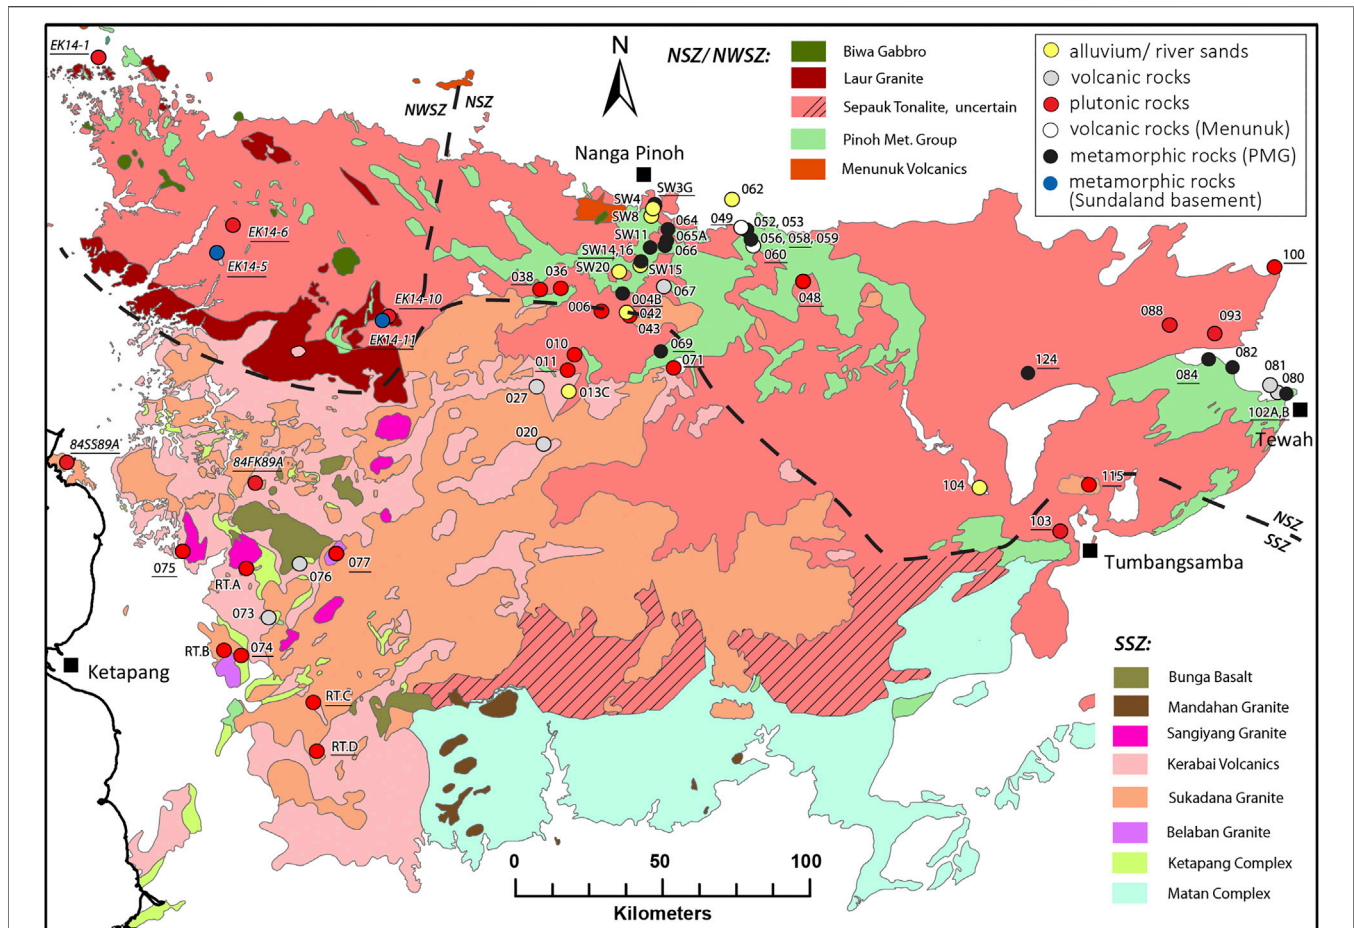 EK14-1
N
NSZ/ NWSZ:
Biwa Gabbro
Laur Granite
Sepauk Tonalite, uncertain
Pinoh Met. Group
Menunuk Volcanics
alluvium/ river sands
volcanic rocks
plutonic rocks
volcanic rocks (Menunuk)
metamorphic rocks (PMG)
metamorphic rocks
(Sundaland basement)
NWSZ
NSZ
Nanga Pinoh
SW3G
SW4
SW8
SW11
SW14, 16
SW20
SW15
064
065A
066
067
062
049
052, 053
056, 058, 059
060
048
038
036
006
004B
042
043
EK14-6
EK14-5
EK14-10
EK14-11
010
011
027
013C
020
069
071
100
088
093
124
084
082
081
080
102A,B
Tewah
104
115
103
NSZ
SSZ
Tumbangsamba
84SS89A
84FK89A
075
RT.A
076
077
073
RT.B
074
RT.C
RT.D
Ketapang
SSZ:
Bunga Basalt
Mandahan Granite
Sangiyang Granite
Kerabai Volcanics
Sukadana Granite
Belaban Granite
Ketapang Complex
Matan Complex
0 50 100
Kilometers